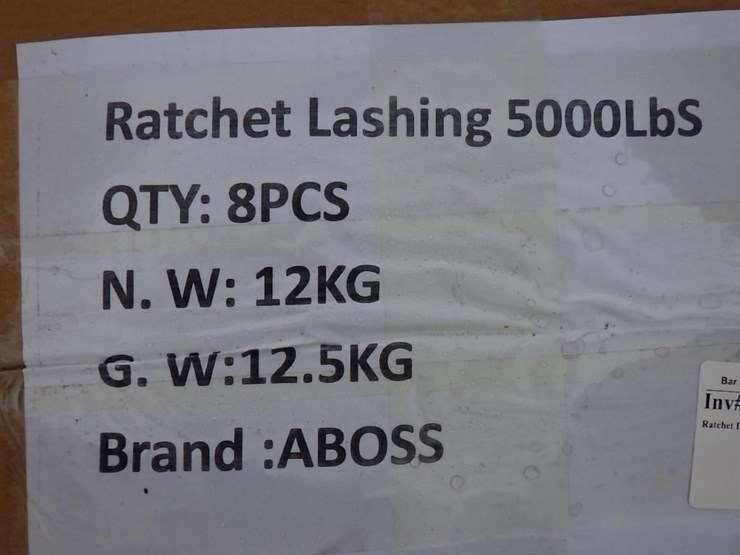 Ratchet Lashing 5000LbS
QTY: 8PCS
N. W: 12KG
G. W:12.5KG
Brand :ABOSS
Bar
Inv#
Ratchet